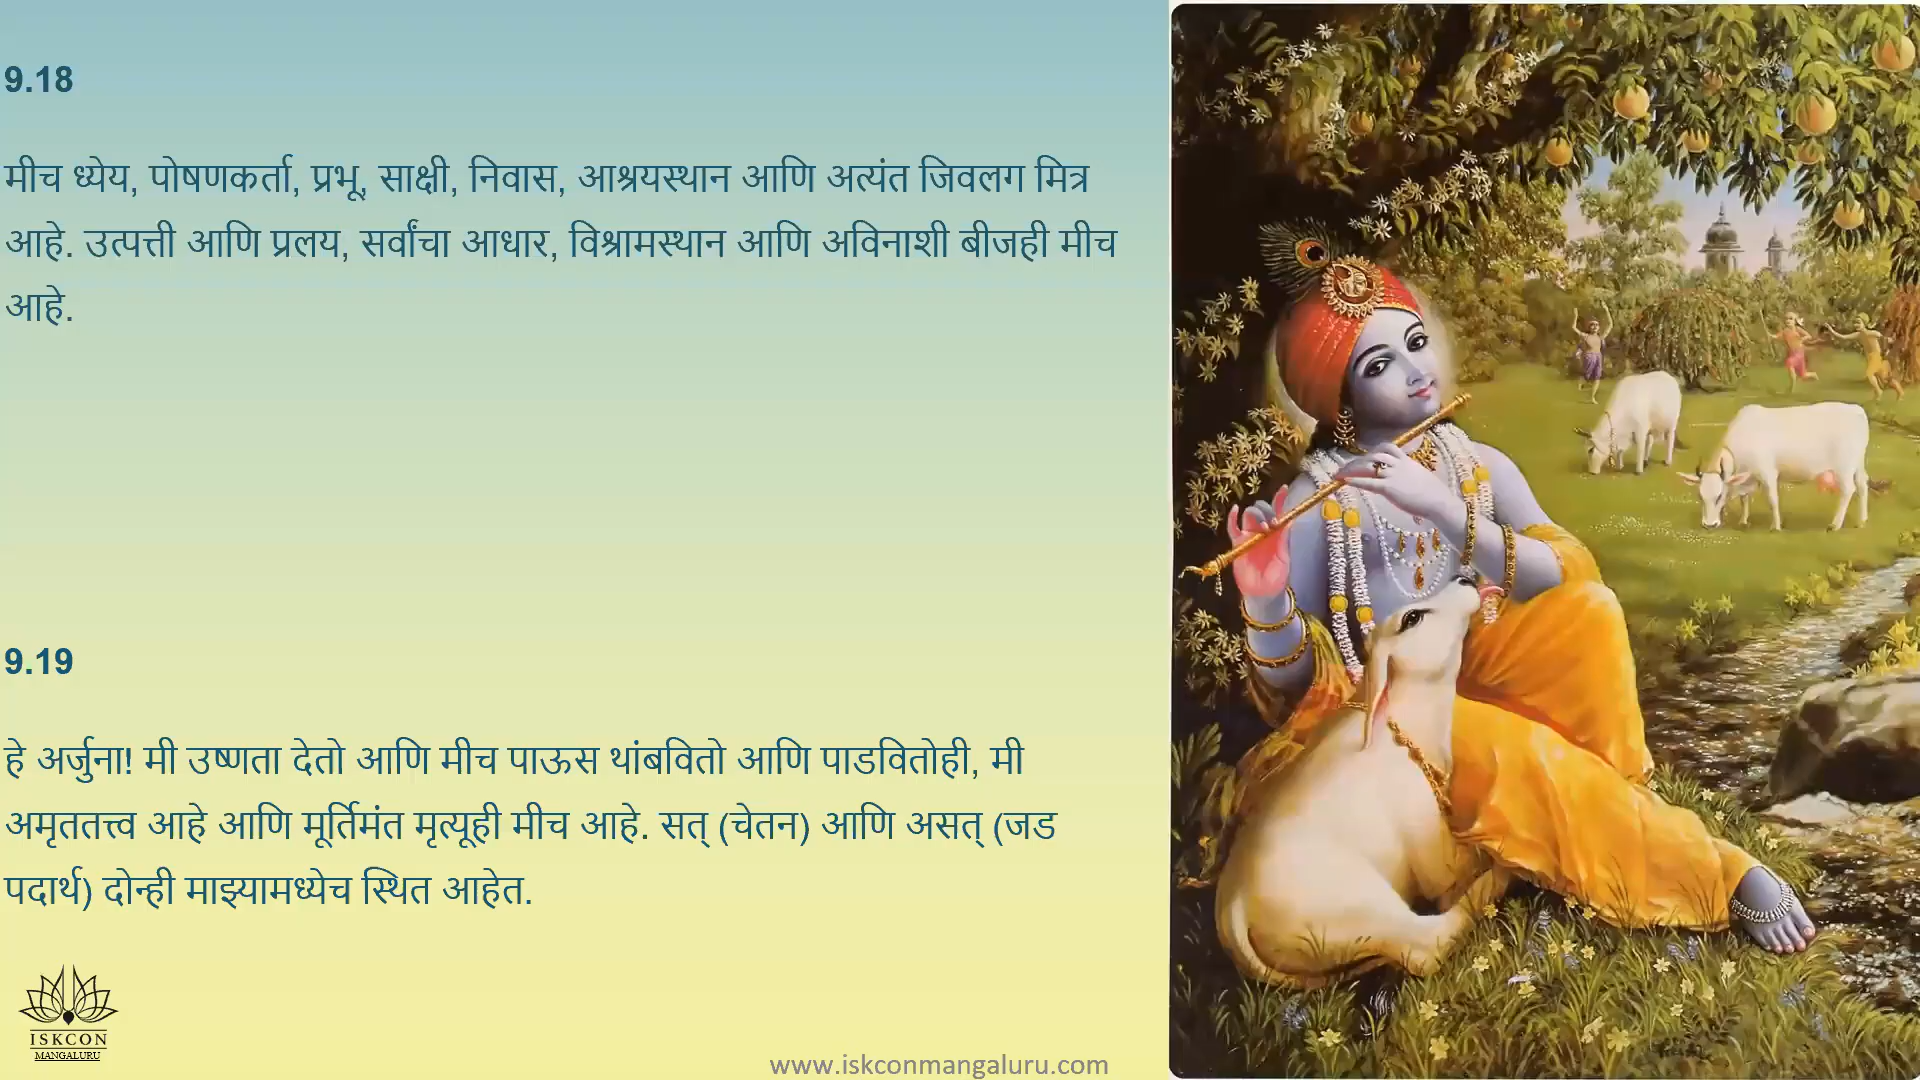 9.18
मीच ध्येय, पोषणकर्ता, प्रभू, साक्षी, निवास, आश्रयस्थान आणि अत्यंत जिवलग मित्र
आहे. उत्पत्ती आणि प्रलय, सर्वांचा आधार, विश्रामस्थान आणि अविनाशी बीजही मीच
आहे.
9.19
हे अर्जुना! मी उष्णता देतो आणि मीच पाऊस थांबवितो आणि पाडवितोही, मी
अमृततत्त्व आहे आणि मूर्तिमंत मृत्यूही मीच आहे. सत् (चेतन) आणि असत् (जड
पदार्थ) दोन्ही माझ्यामध्येच स्थित आहेत.
ISKCON
MANGALURU
www.iskconmangaluru.com